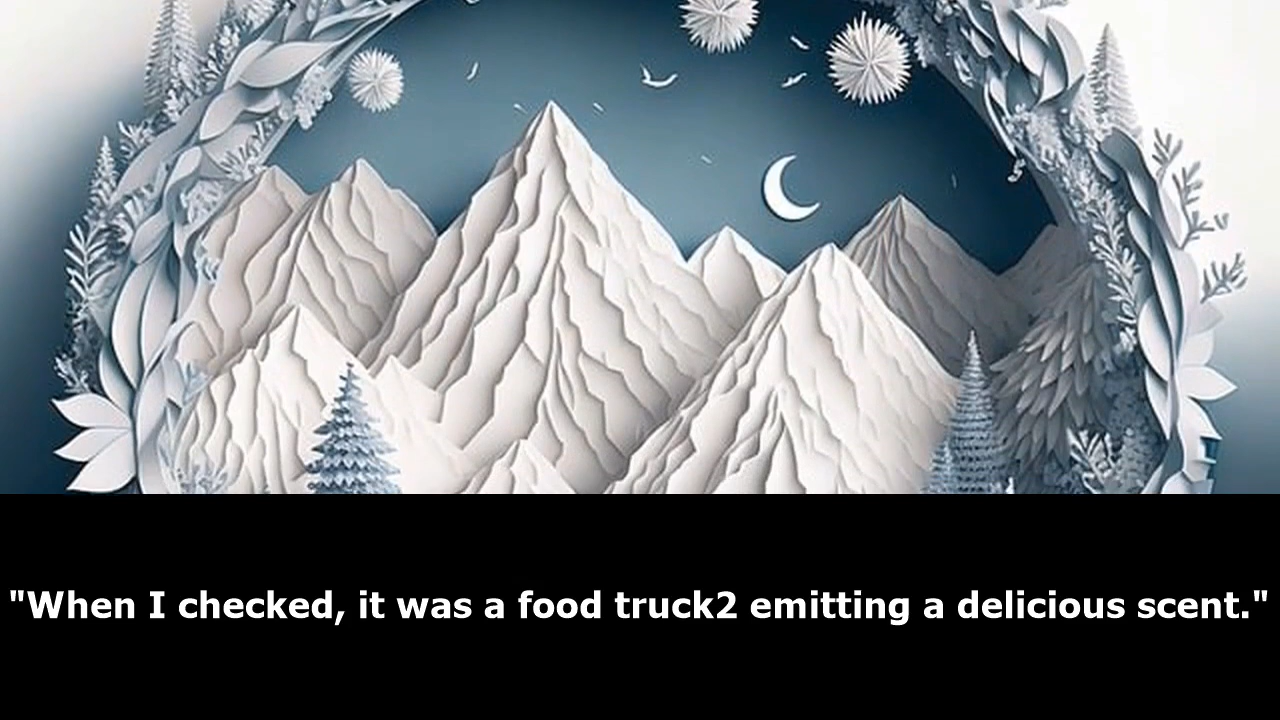 "When I checked, it was a food truck2 emitting a delicious scent."